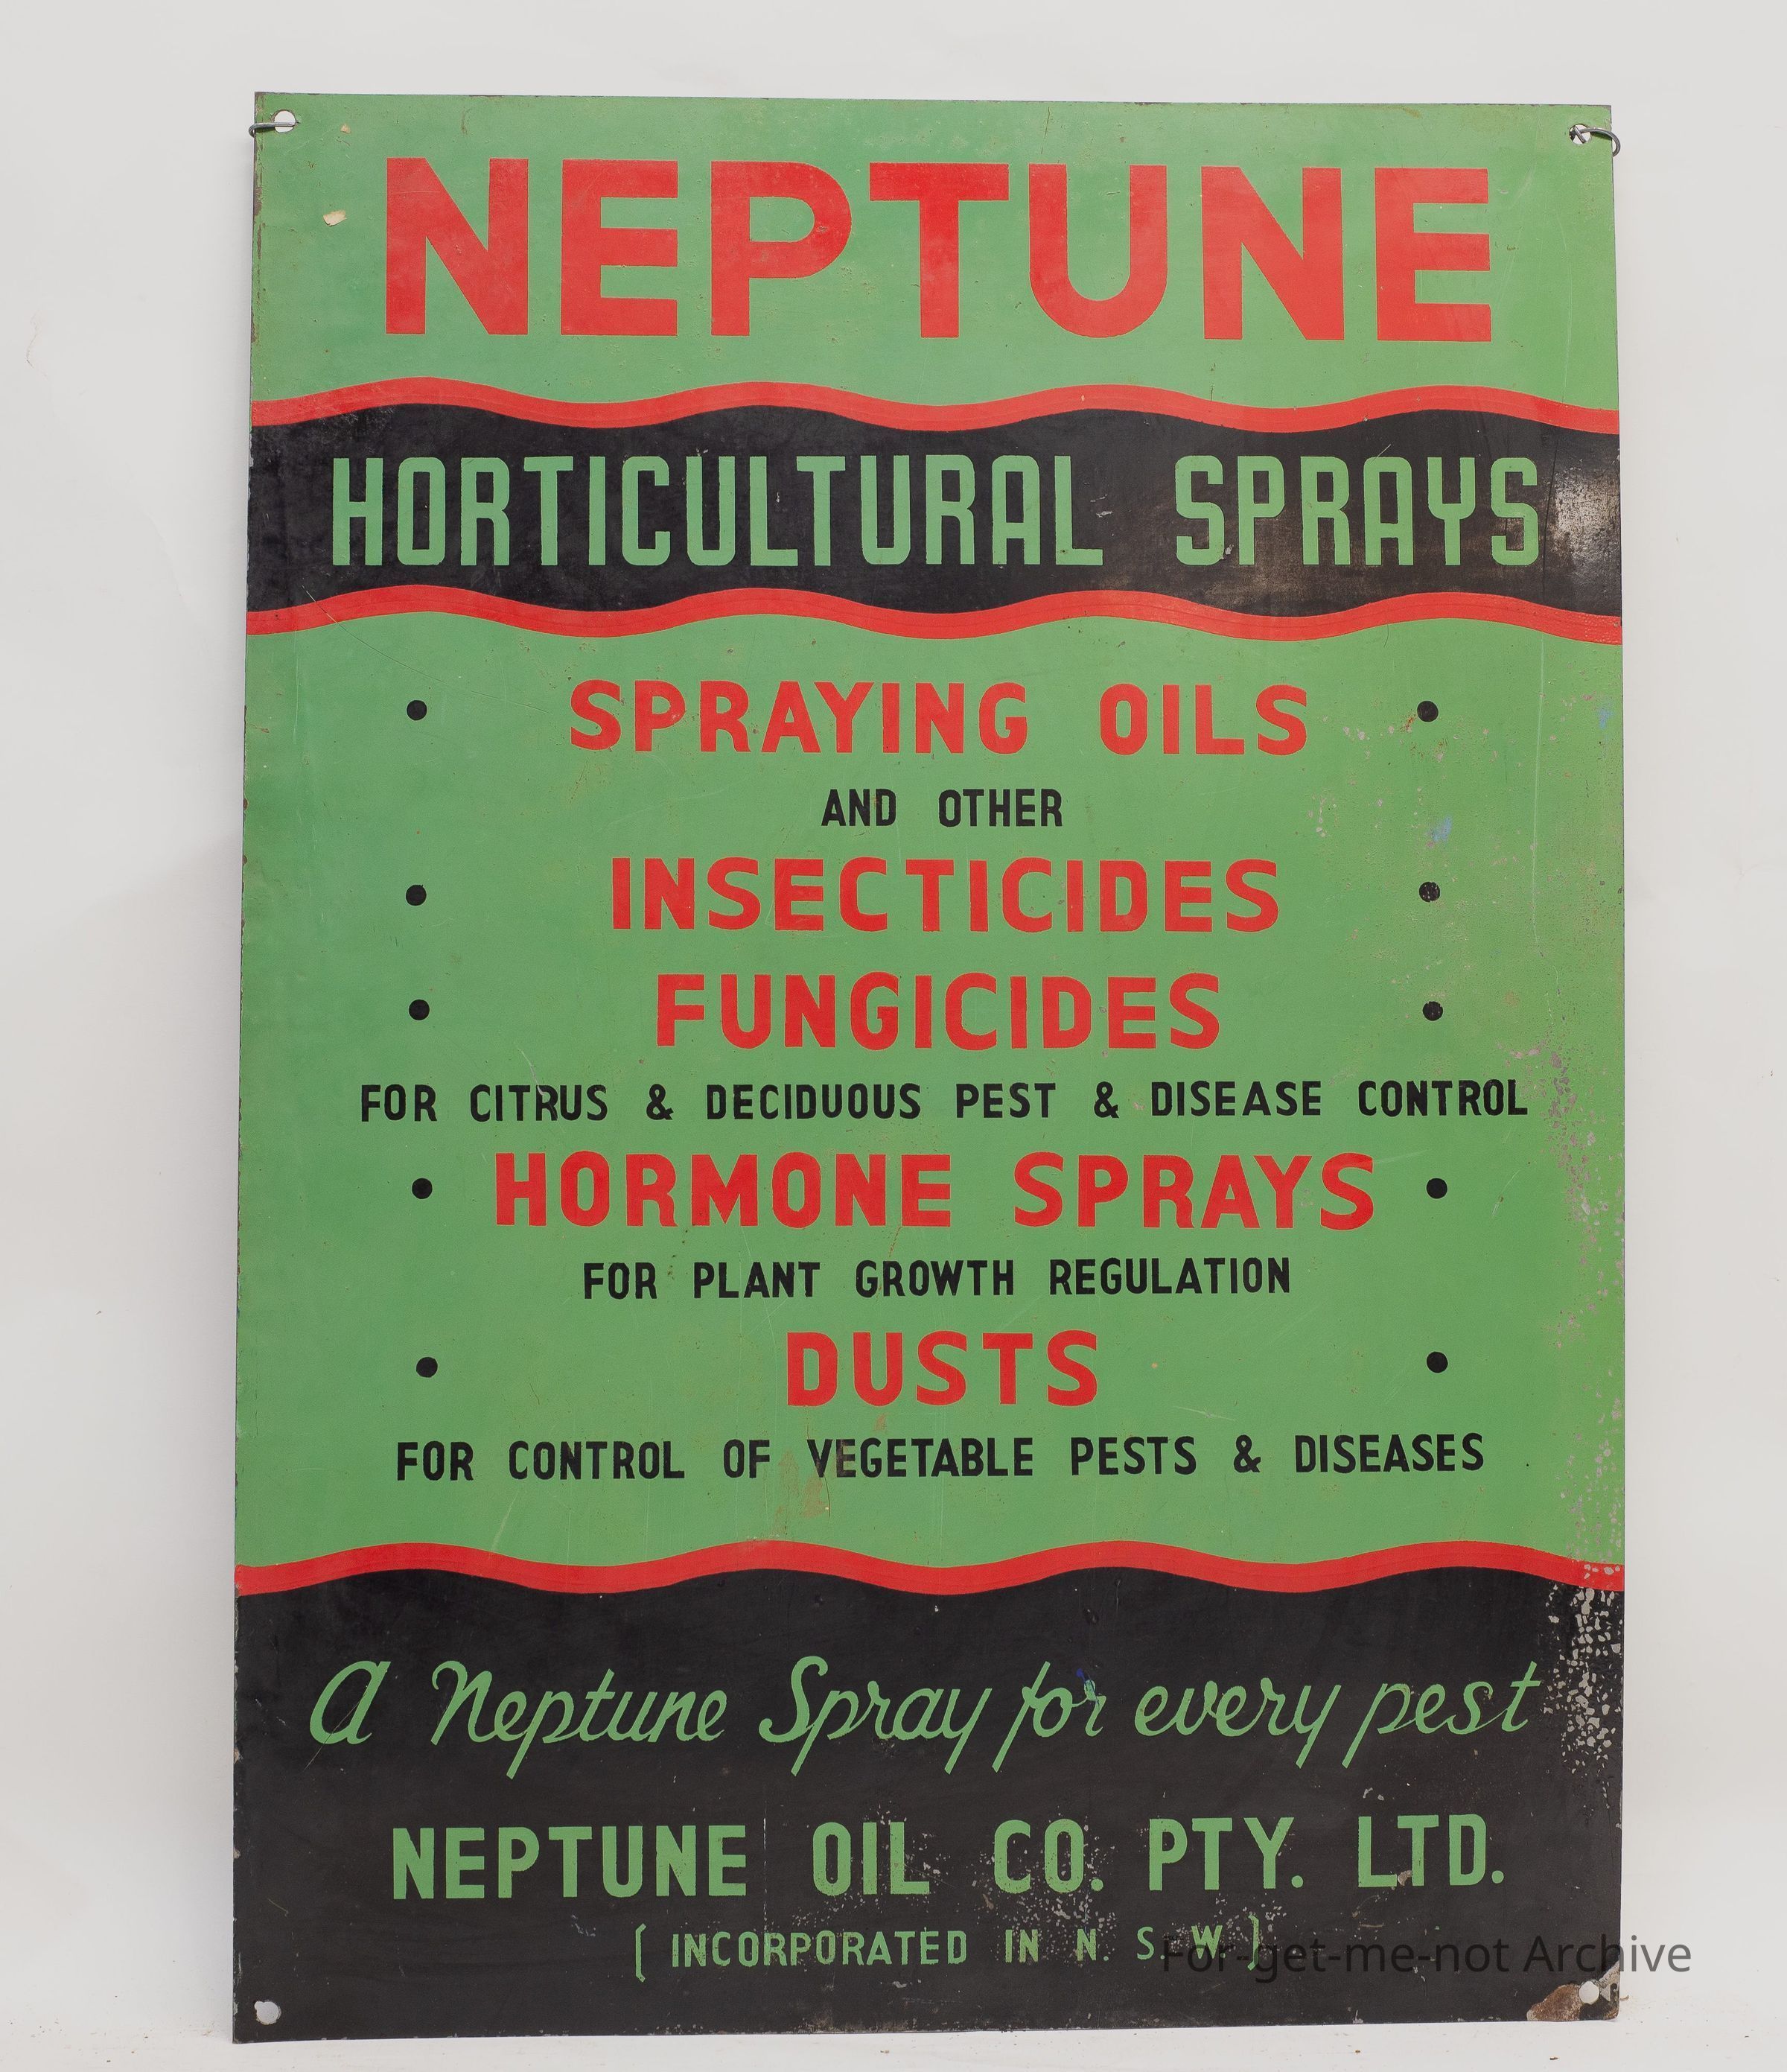 NEPTUNE
HORTICULTURAL SPRAYS
• SPRAYING OILS •
AND OTHER
• INSECTICIDES •
• FUNGICIDES •
FOR CITRUS & DECIDUOUS PEST & DISEASE CONTROL
• HORMONE SPRAYS •
FOR PLANT GROWTH REGULATION
• DUSTS •
FOR CONTROL OF VEGETABLE PESTS & DISEASES
A Neptune Spray for every pest
NEPTUNE OIL CO. PTY. LTD.
[ INCORPORATED IN N. S. W. ]
For-get-me-not Archive